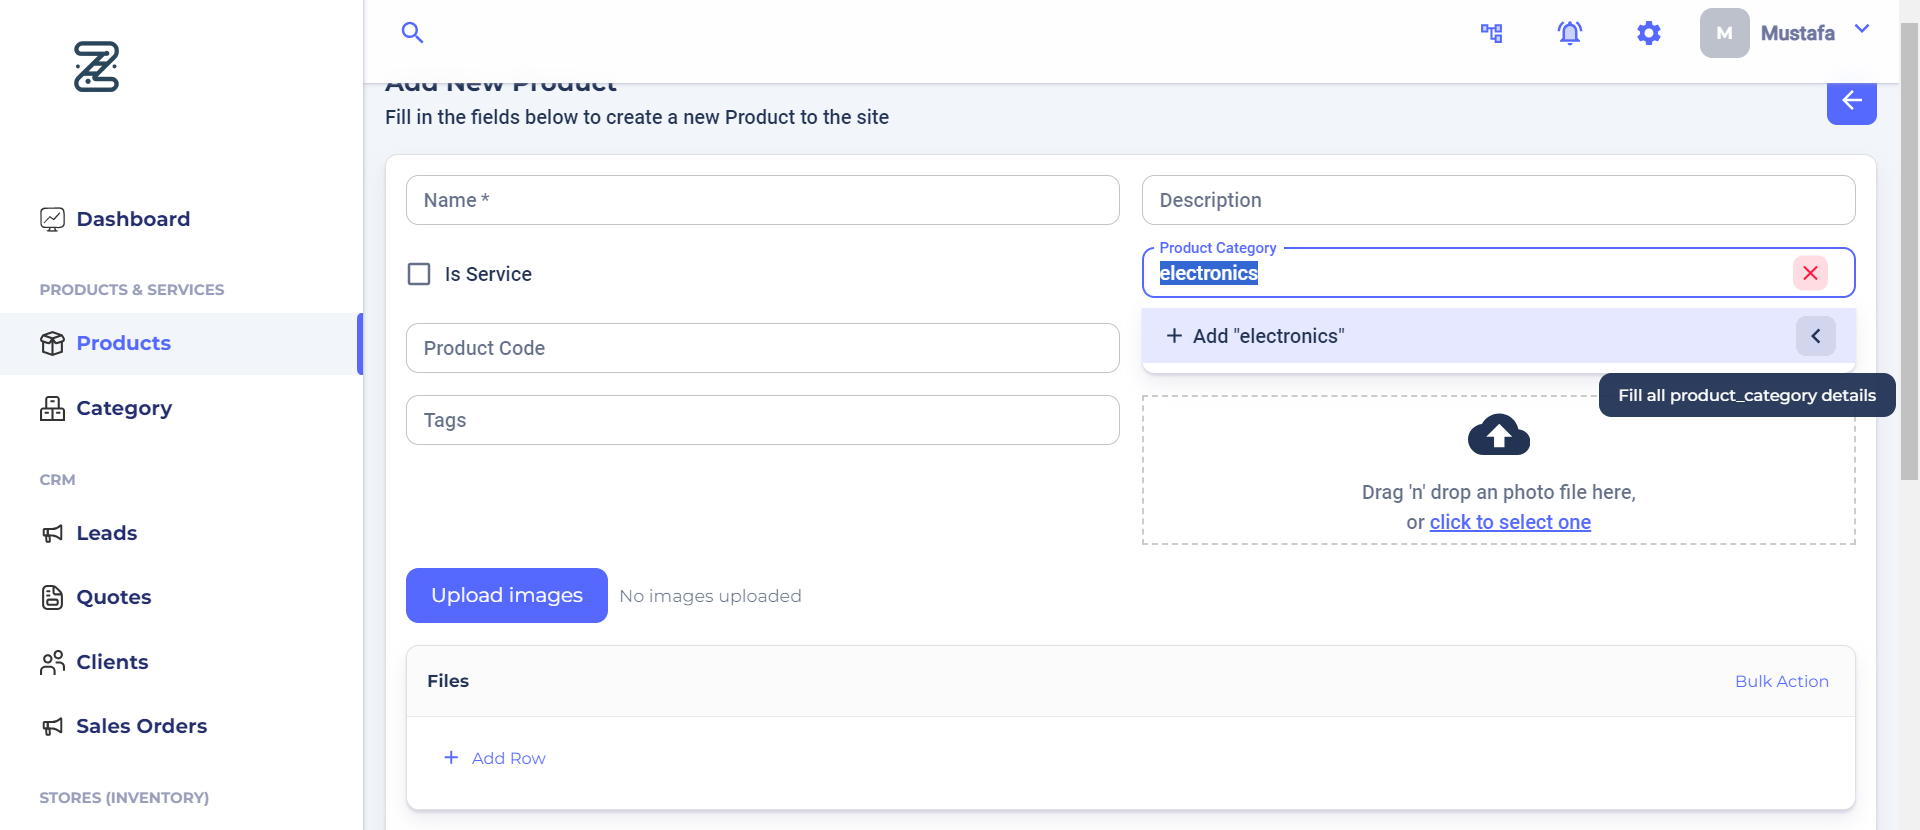 M
Mustafa
Add New Product
Fill in the fields below to create a new Product to the site
Dashboard
PRODUCTS & SERVICES
Products
Category
CRM
Leads
Quotes
Clients
Sales Orders
STORES (INVENTORY)
Name *
Description
Is Service
Product Category
electronics
Add "electronics"
Product Code
Fill all product_category details
Tags
Drag 'n' drop an photo file here,
or click to select one
Upload images
No images uploaded
Files
Bulk Action
Add Row